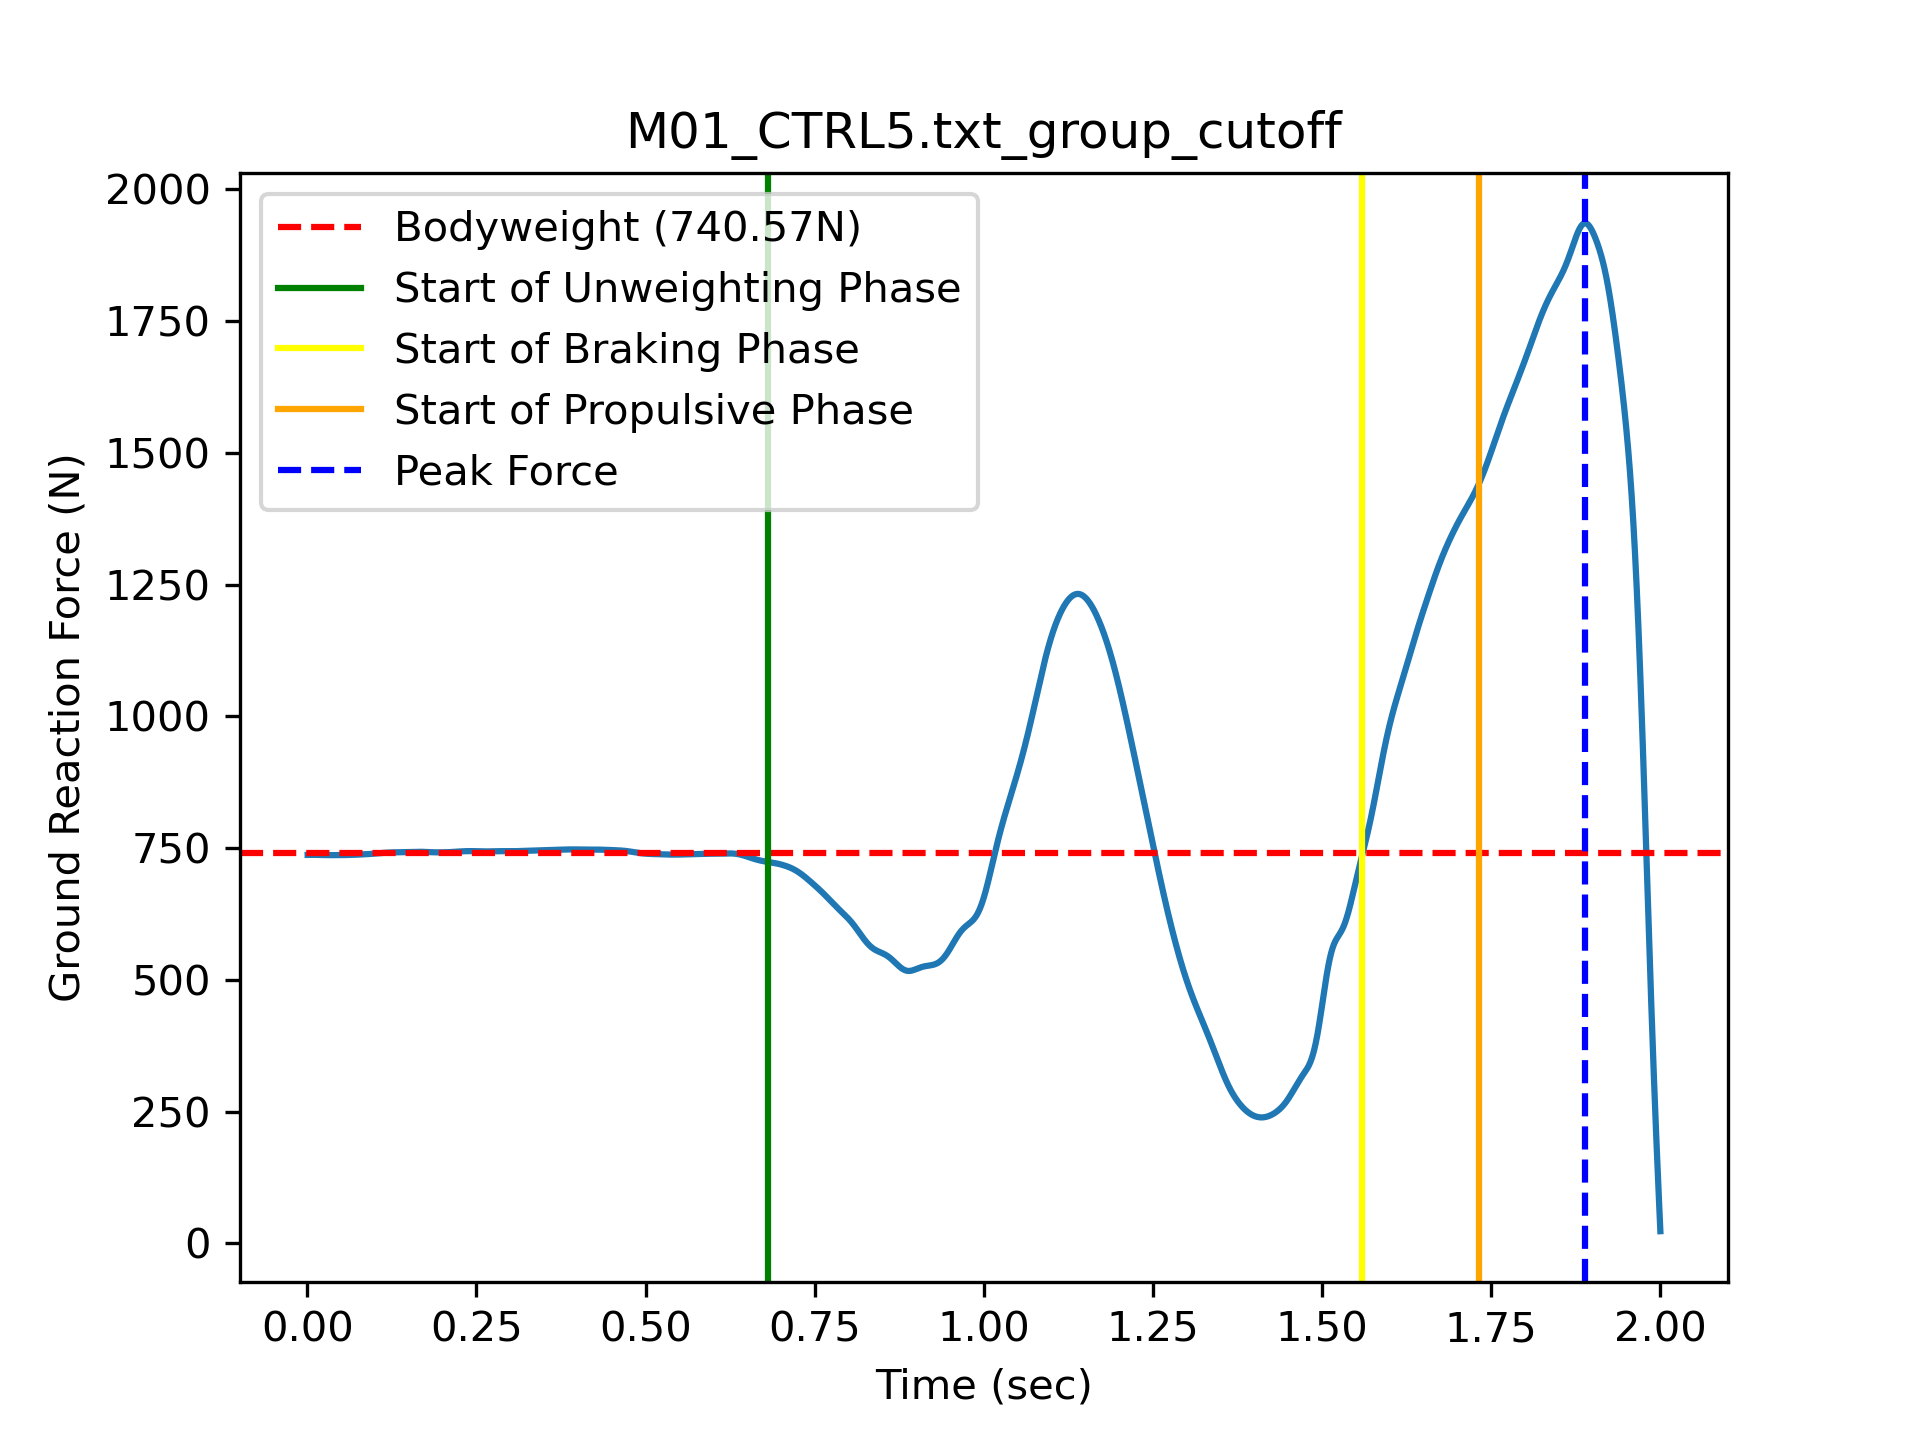 M01_CTRL5.txt_group_cutoff
2000
1750
1500
1250
1000
750
500
250
0
Ground Reaction Force (N)
Bodyweight (740.57N)
Start of Unweighting Phase
Start of Braking Phase
Start of Propulsive Phase
Peak Force
0.00 0.25 0.50 0.75 1.00 1.25 1.50 1.75 2.00
Time (sec)